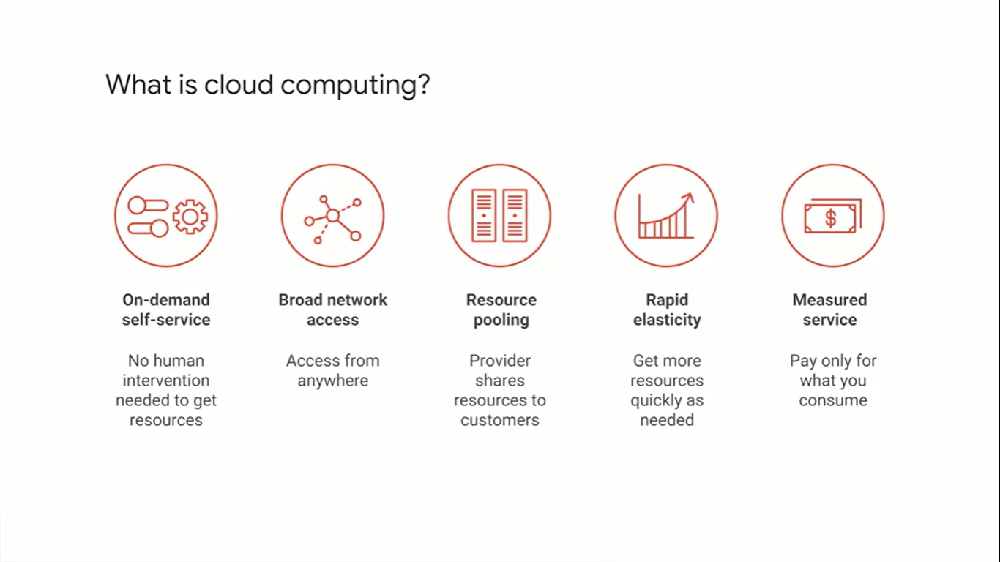 What is cloud computing?
$
On-demand
self-service
No human
intervention
needed to get
resources
Broad network
access
Access from
anywhere
Resource
pooling
Provider
shares
resources to
customers
Rapid
elasticity
Get more
resources
quickly as
needed
Measured
service
Pay only for
what you
consume